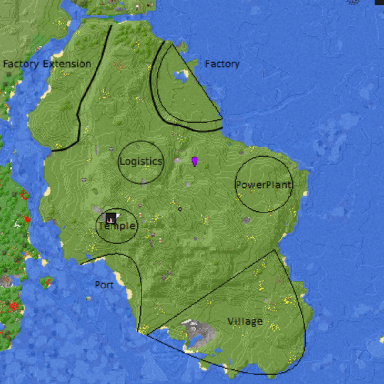 Factory Extension
Factory
Logistics
PowerPlant
Temple
Port
Village